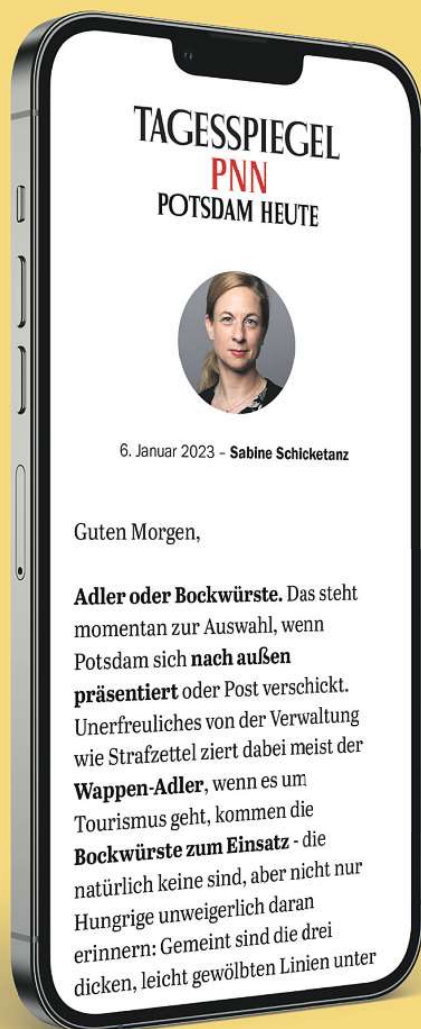 TAGESSPIEGEL
PNN
POTSDAM HEUTE
6. Januar 2023 – Sabine Schicketanz
Guten Morgen,
Adler oder Bockwürste. Das steht
momentan zur Auswahl, wenn
Potsdam sich nach außen
präsentiert oder Post verschickt.
Unerfreuliches von der Verwaltung
wie Strafzettel ziert dabei meist der
Wappen-Adler, wenn es um
Tourismus geht, kommen die
Bockwürste zum Einsatz - die
natürlich keine sind, aber nicht nur
Hungrige unweigerlich daran
erinnern: Gemeint sind die drei
dicken, leicht gewölbten Linien unter